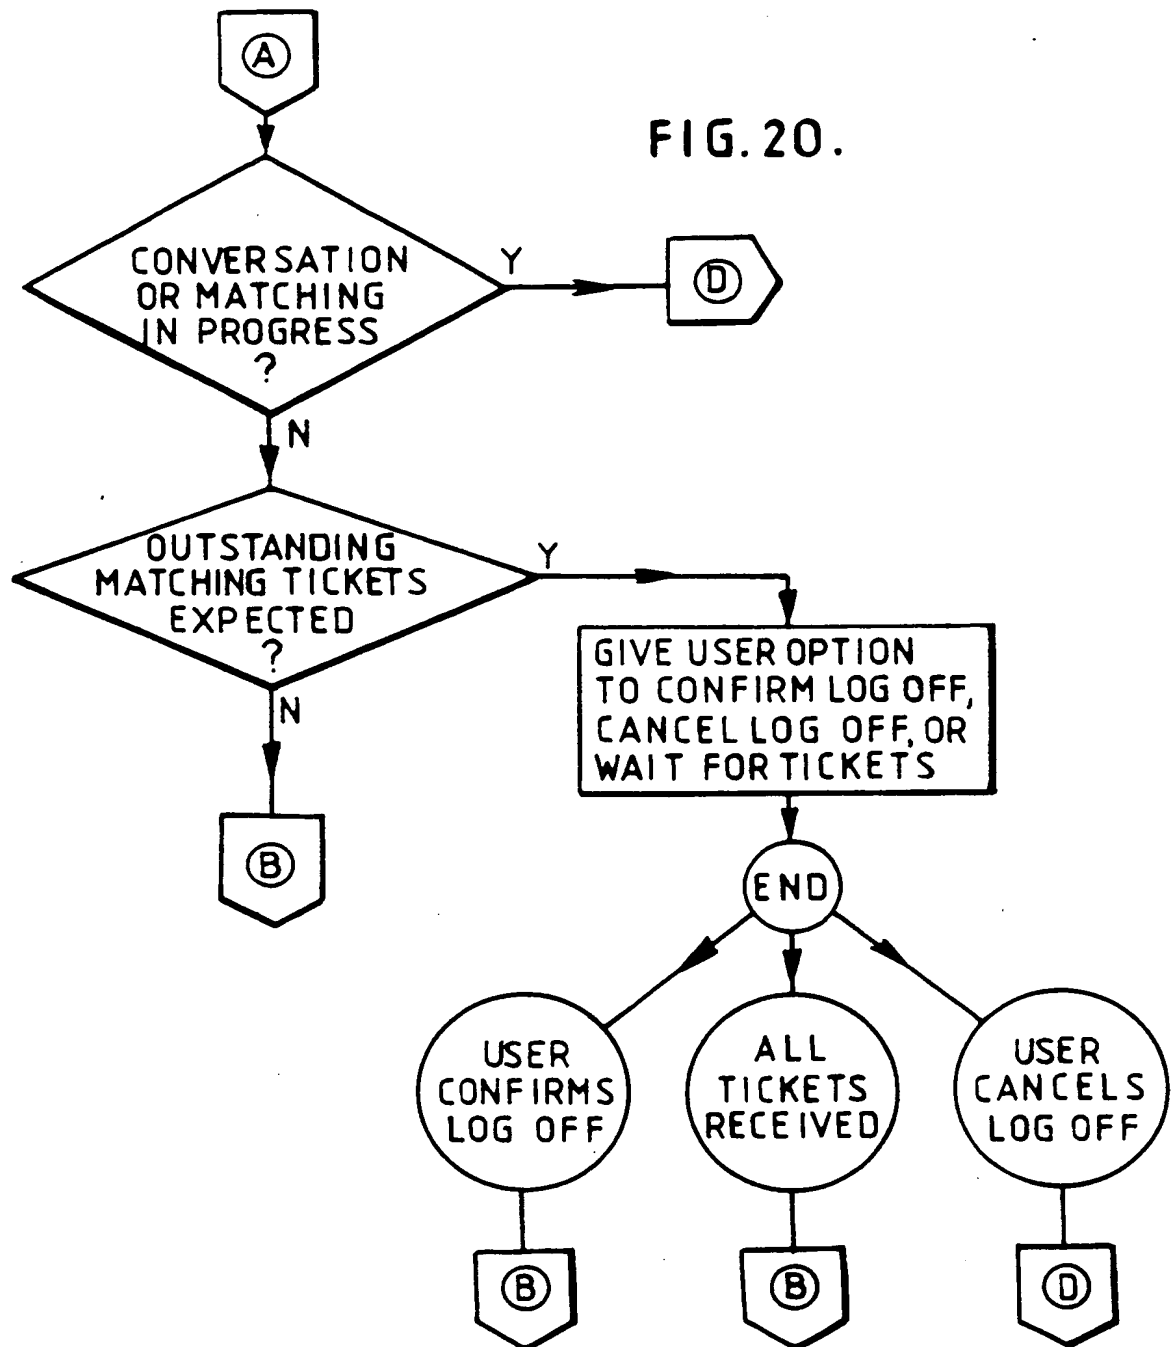 A
FIG. 20.
CONVERSATION
OR MATCHING
IN PROGRESS
?
Y
D
N
OUTSTANDING
MATCHING TICKETS
EXPECTED
?
Y
N
GIVE USER OPTION
TO CONFIRM LOG OFF,
CANCEL LOG OFF, OR
WAIT FOR TICKETS
B
END
USER
CONFIRMS
LOG OFF
ALL
TICKETS
RECEIVED
USER
CANCELS
LOG OFF
B
B
D